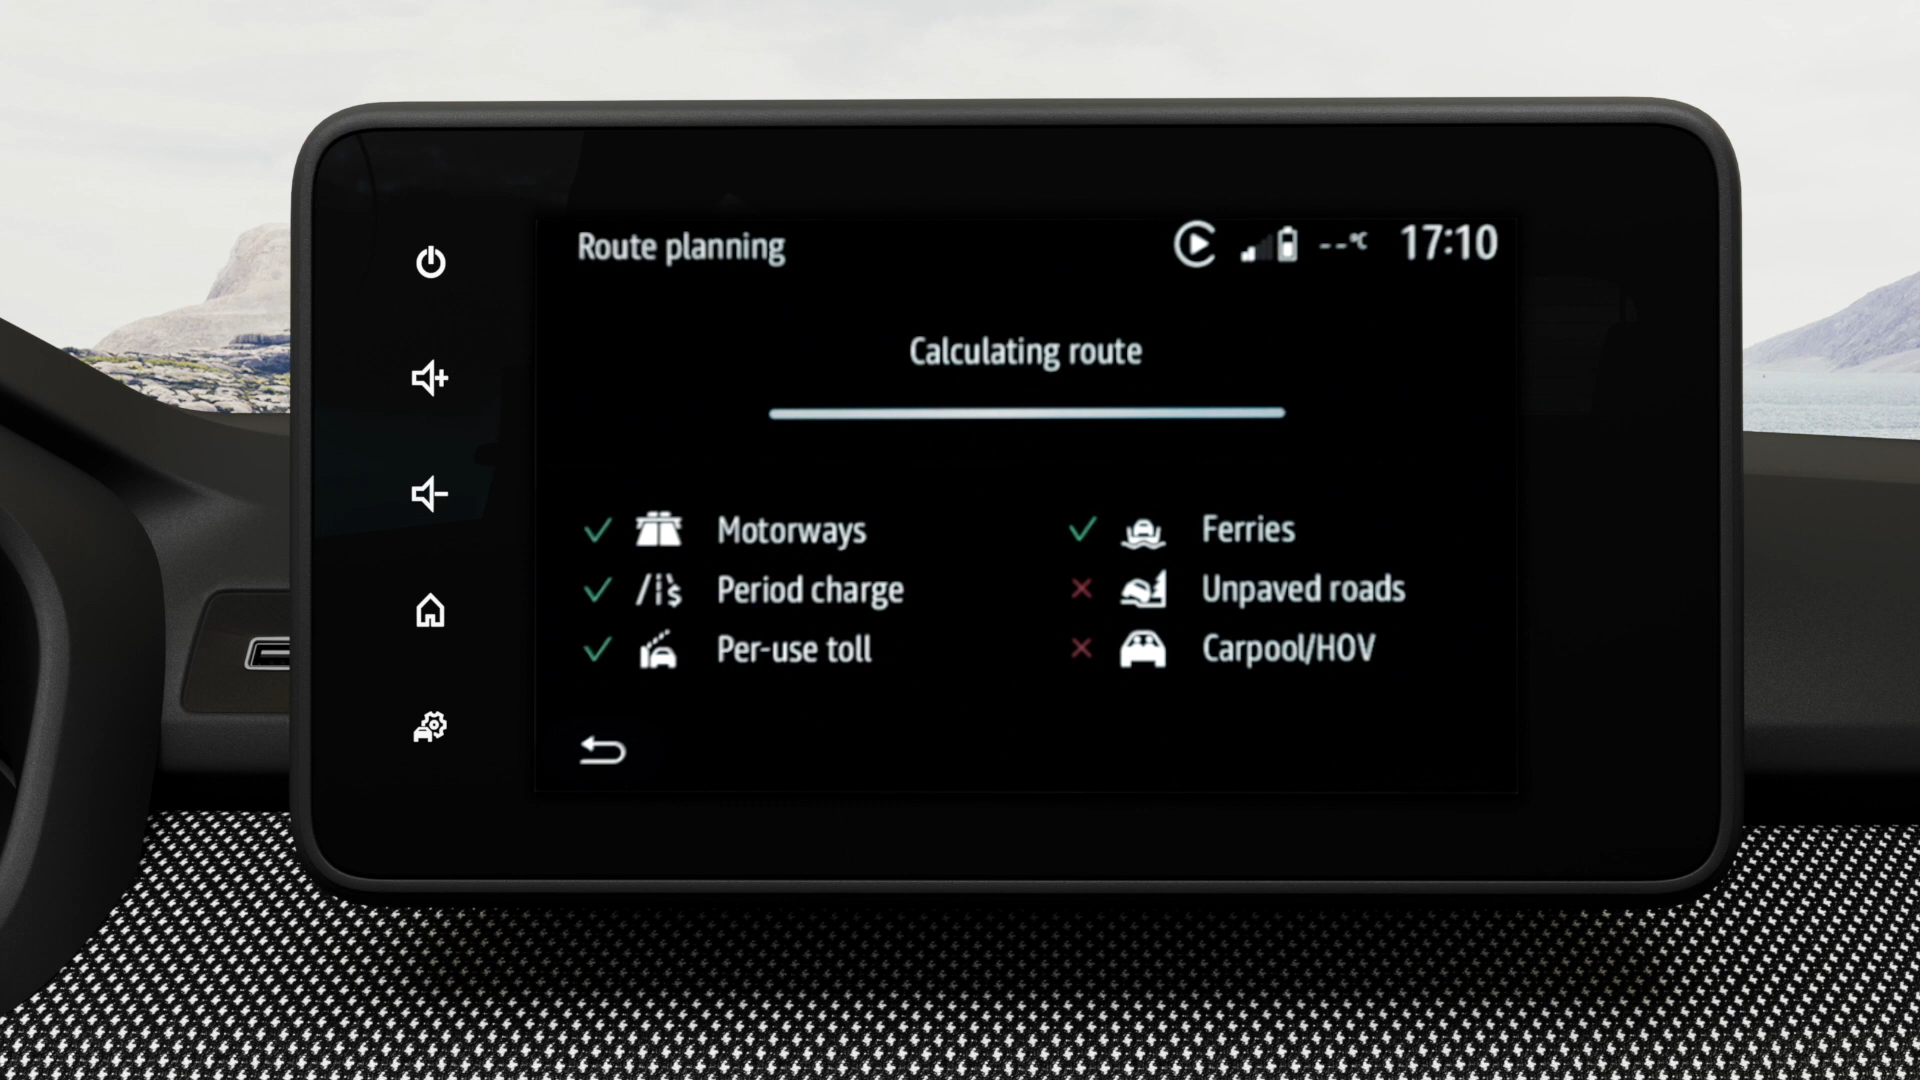 Route planning
--°C 17:10
Calculating route
Motorways
Ferries
Period charge
Unpaved roads
Per-use toll
Carpool/HOV